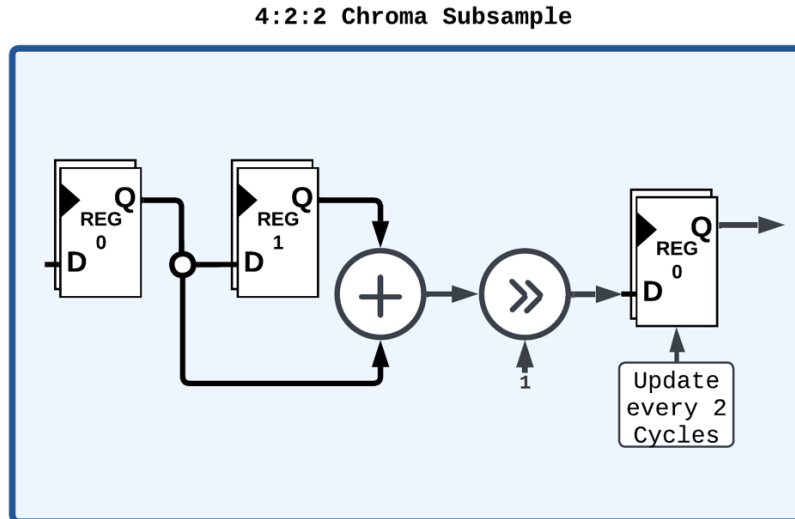 4:2:2 Chroma Subsample
Q
REG
0
D
Q
REG
1
D
1
Q
REG
0
D
Update
every 2
Cycles